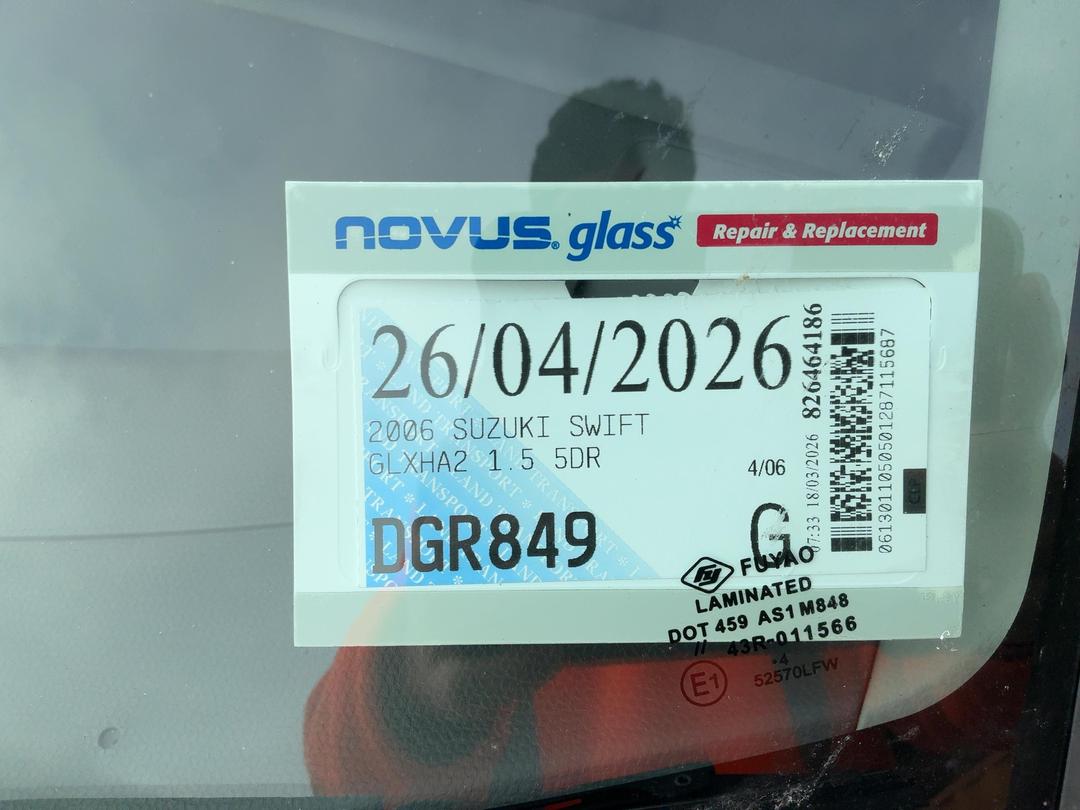 novus® glass Repair & Replacement
26/04/2026
2006 SUZUKI SWIFT
GLXHA2 1.5 5DR
4/06
DGR849
G
826464186
07:33 18/03/2026
0613011050501287115687
FUYAO
LAMINATED
DOT 459 AS1 M848
// 43R-011566
.4
E1 52570LFW